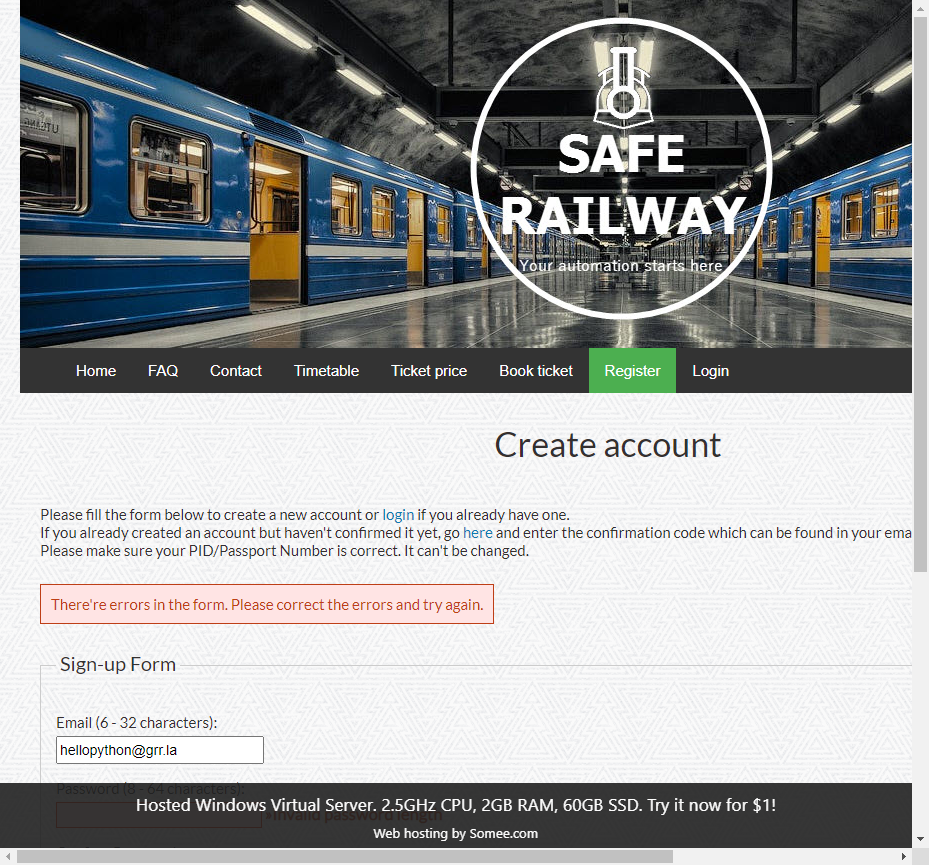 SAFE
RAILWAY
Your automation starts here
Home FAQ Contact Timetable Ticket price Book ticket Register Login
Create account
Please fill the form below to create a new account or login if you already have one.
If you already created an account but haven't confirmed it yet, go here and enter the confirmation code which can be found in your ema
Please make sure your PID/Passport Number is correct. It can't be changed.
There're errors in the form. Please correct the errors and try again.
Sign-up Form
Email (6 - 32 characters):
hellopython@grr.la
Password (8 - 64 characters):
Hosted Windows Virtual Server. 2.5GHz CPU, 2GB RAM, 60GB SSD. Try it now for $1!
»Invalid password length
Web hosting by Somee.com